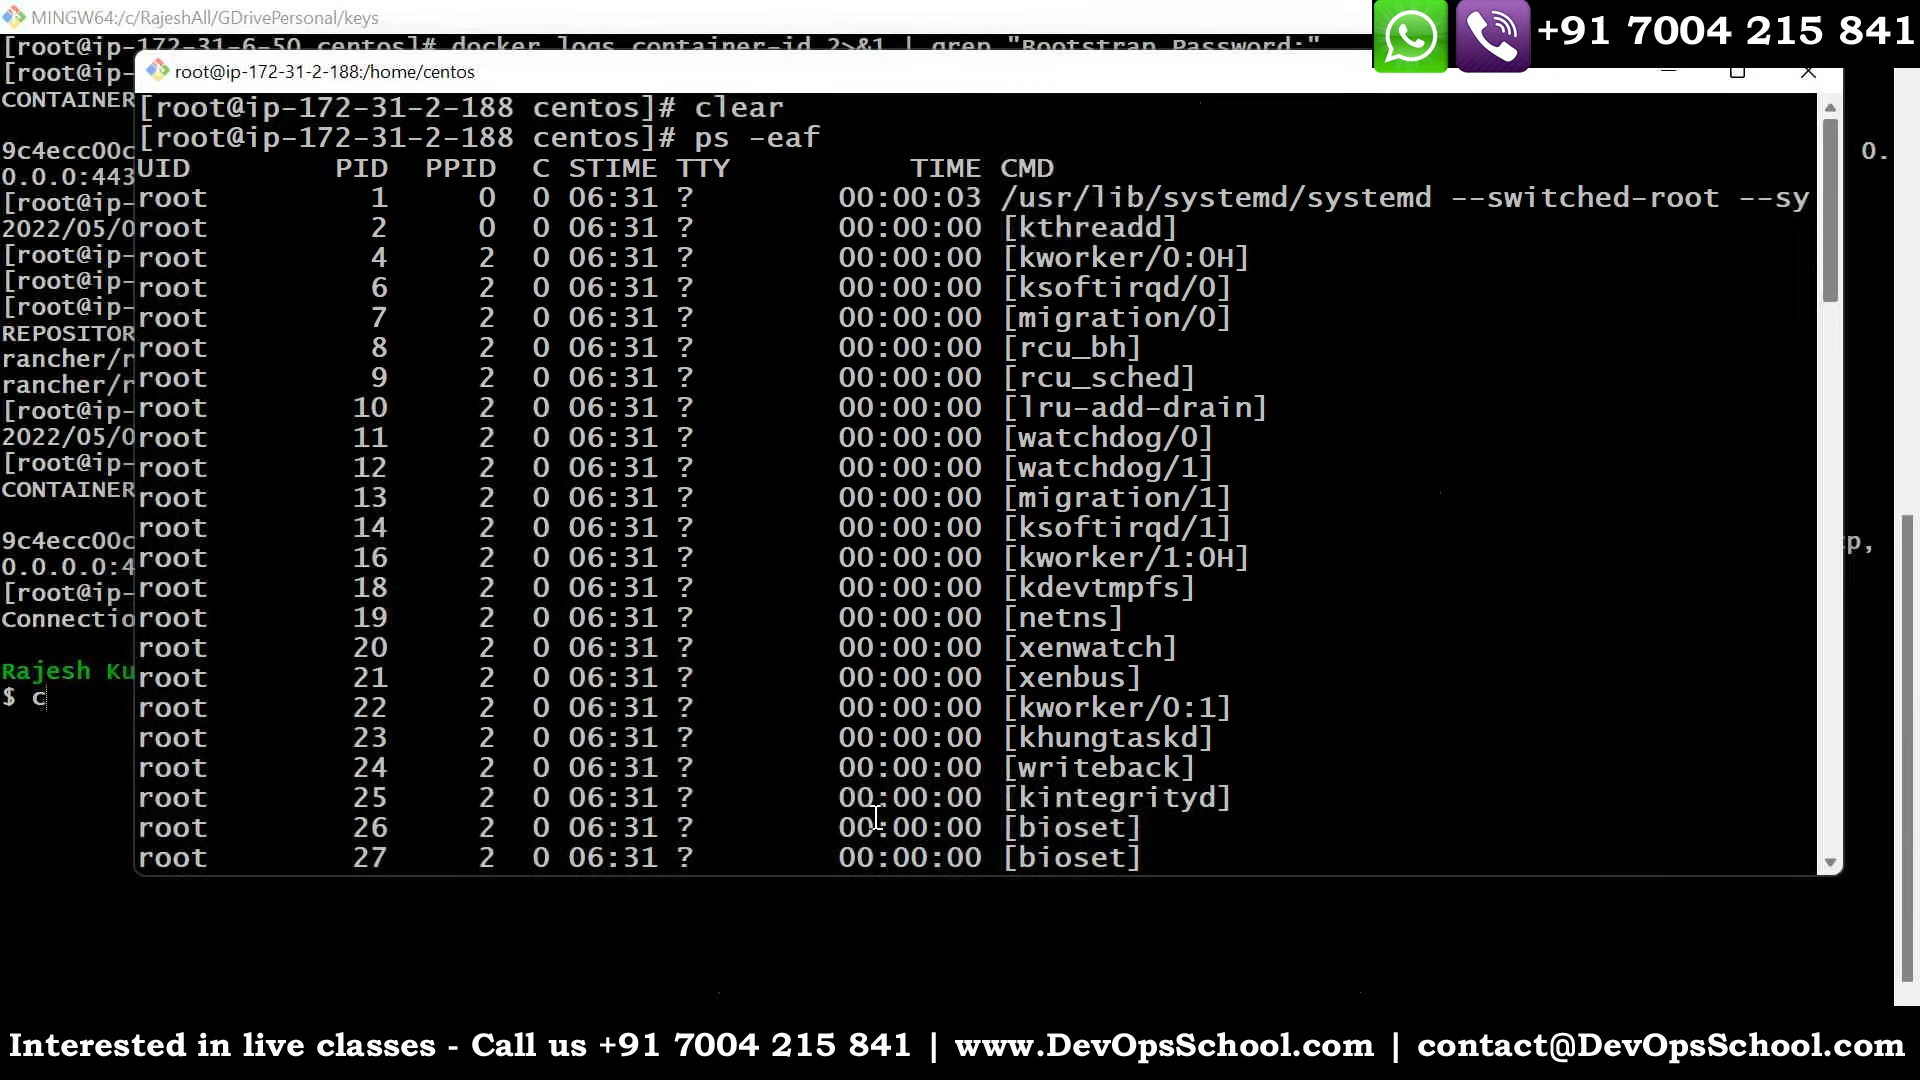 MINGW64:/c/RajeshAll/GDrivePersonal/keys
+91 7004 215 841
[root@ip-172-31-6-50 centos]# docker logs container-id 2>&1 | grep "Bootstrap Password:"
[root@ip-
CONTAINER
9c4ecc00c
0.
0.0.0:443
[root@ip-
2022/05/0
[root@ip-
[root@ip-
[root@ip-
REPOSITOR
rancher/r
rancher/r
[root@ip-
2022/05/0
[root@ip-
CONTAINER
9c4ecc00c
p,
0.0.0.0:4
[root@ip-
Connectio
Rajesh Ku
$ c
root@ip-172-31-2-188:/home/centos
[root@ip-172-31-2-188 centos]# clear
[root@ip-172-31-2-188 centos]# ps -eaf
UID PID PPID C STIME TTY TIME CMD
root 1 0 0 06:31 ? 00:00:03 /usr/lib/systemd/systemd --switched-root --sy
root 2 0 0 06:31 ? 00:00:00 [kthreadd]
root 4 2 0 06:31 ? 00:00:00 [kworker/0:0H]
root 6 2 0 06:31 ? 00:00:00 [ksoftirqd/0]
root 7 2 0 06:31 ? 00:00:00 [migration/0]
root 8 2 0 06:31 ? 00:00:00 [rcu_bh]
root 9 2 0 06:31 ? 00:00:00 [rcu_sched]
root 10 2 0 06:31 ? 00:00:00 [lru-add-drain]
root 11 2 0 06:31 ? 00:00:00 [watchdog/0]
root 12 2 0 06:31 ? 00:00:00 [watchdog/1]
root 13 2 0 06:31 ? 00:00:00 [migration/1]
root 14 2 0 06:31 ? 00:00:00 [ksoftirqd/1]
root 16 2 0 06:31 ? 00:00:00 [kworker/1:0H]
root 18 2 0 06:31 ? 00:00:00 [kdevtmpfs]
root 19 2 0 06:31 ? 00:00:00 [netns]
root 20 2 0 06:31 ? 00:00:00 [xenwatch]
root 21 2 0 06:31 ? 00:00:00 [xenbus]
root 22 2 0 06:31 ? 00:00:00 [kworker/0:1]
root 23 2 0 06:31 ? 00:00:00 [khungtaskd]
root 24 2 0 06:31 ? 00:00:00 [writeback]
root 25 2 0 06:31 ? 00:00:00 [kintegrityd]
root 26 2 0 06:31 ? 00:00:00 [bioset]
root 27 2 0 06:31 ? 00:00:00 [bioset]
Interested in live classes - Call us +91 7004 215 841 | www.DevOpsSchool.com | contact@DevOpsSchool.com